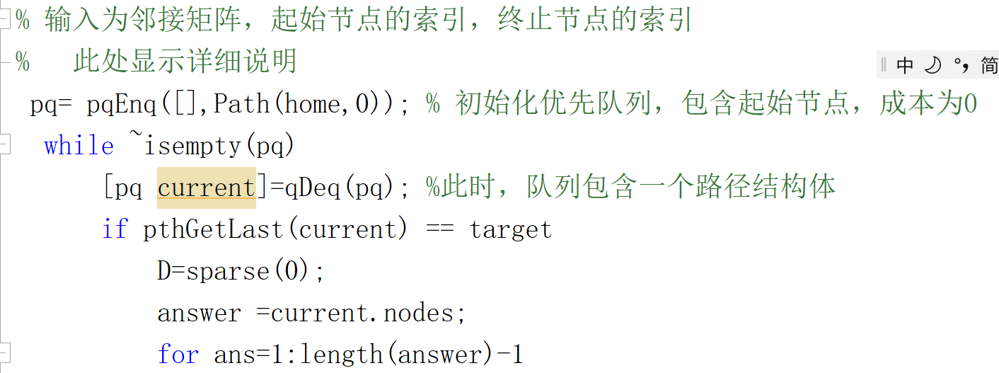 % 输入为邻接矩阵，起始节点的索引，终止节点的索引
%   此处显示详细说明
中 °，简
pq= pqEnq([],Path(home,0)); % 初始化优先队列，包含起始节点，成本为0
while ~isempty(pq)
[pq current]=qDeq(pq); %此时，队列包含一个路径结构体
if pthGetLast(current) == target
D=sparse(0);
answer =current.nodes;
for ans=1:length(answer)-1